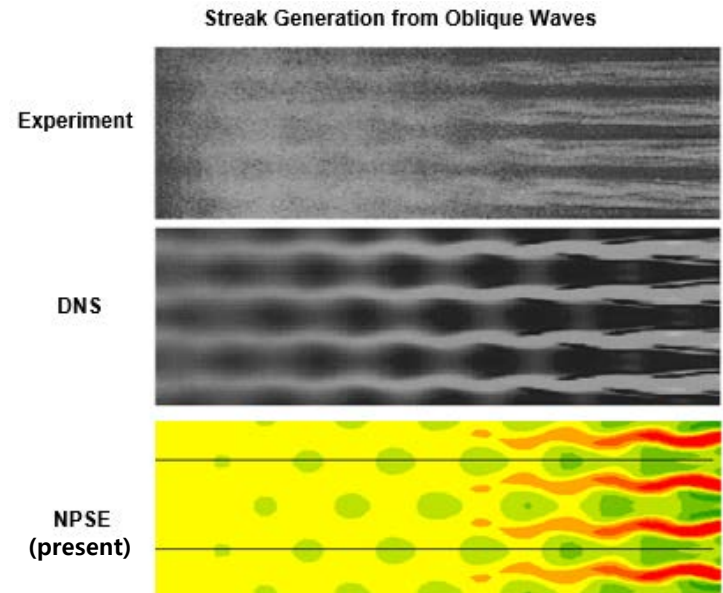 Streak Generation from Oblique Waves
Experiment
DNS
NPSE
(present)